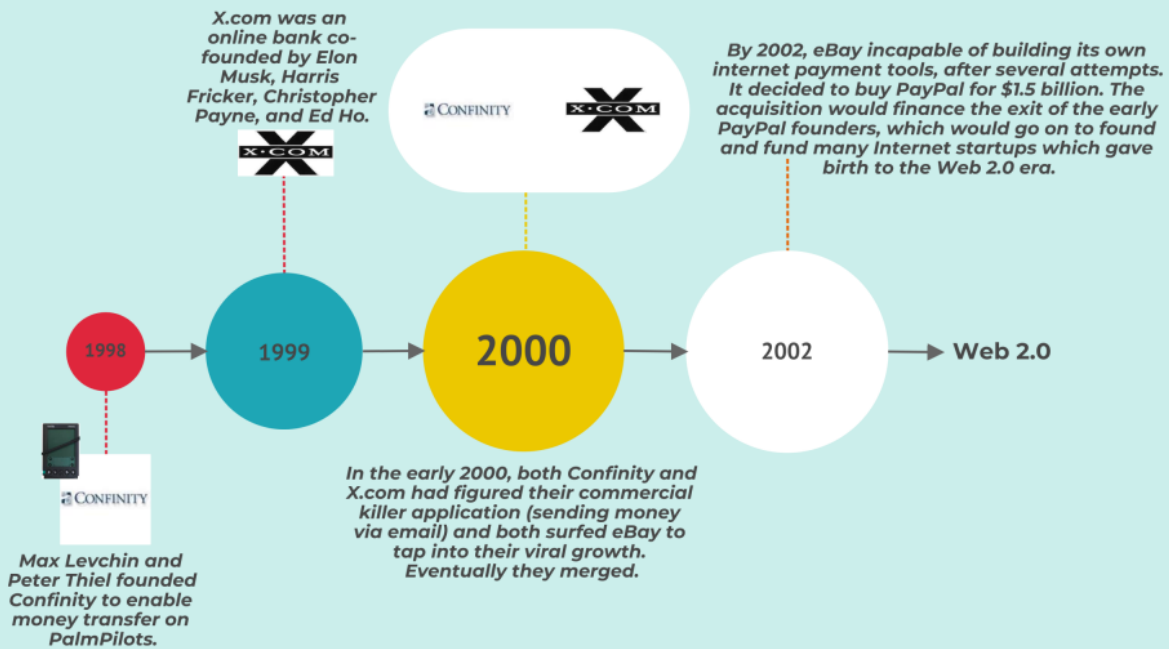 X.com was an
online bank co-
founded by Elon
Musk, Harris
Fricker, Christopher
Payne, and Ed Ho.
X•COM
CONFINITY
X•COM
By 2002, eBay incapable of building its own
internet payment tools, after several attempts.
It decided to buy PayPal for $1.5 billion. The
acquisition would finance the exit of the early
PayPal founders, which would go on to found
and fund many Internet startups which gave
birth to the Web 2.0 era.
1998
1999
2000
2002
Web 2.0
CONFINITY
Max Levchin and
Peter Thiel founded
Confinity to enable
money transfer on
PalmPilots.
In the early 2000, both Confinity and
X.com had figured their commercial
killer application (sending money
via email) and both surfed eBay to
tap into their viral growth.
Eventually they merged.